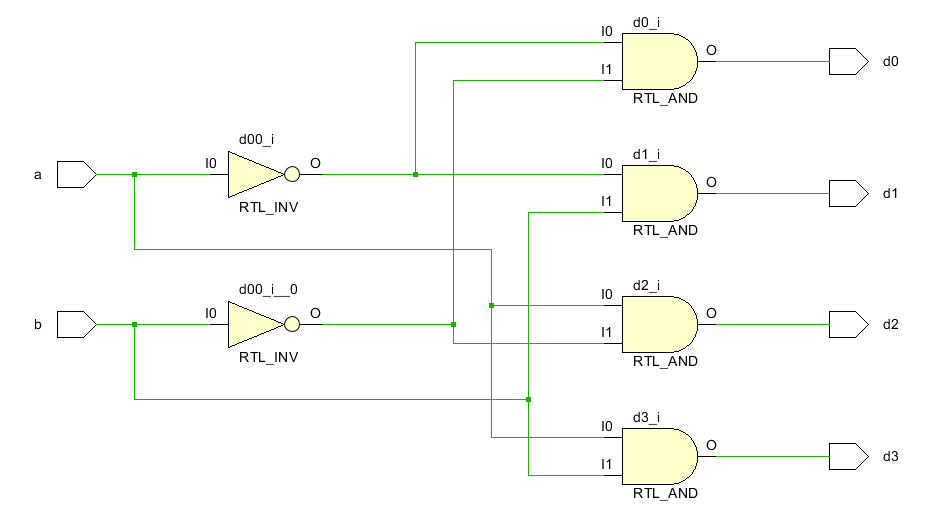 d0_i
I0
O
I1
d0
RTL_AND
d00_i
d1_i
a
I0
O
I0
O
I1
d1
RTL_INV
RTL_AND
d00_i__0
d2_i
b
I0
O
I0
O
I1
d2
RTL_INV
RTL_AND
d3_i
I0
O
I1
d3
RTL_AND